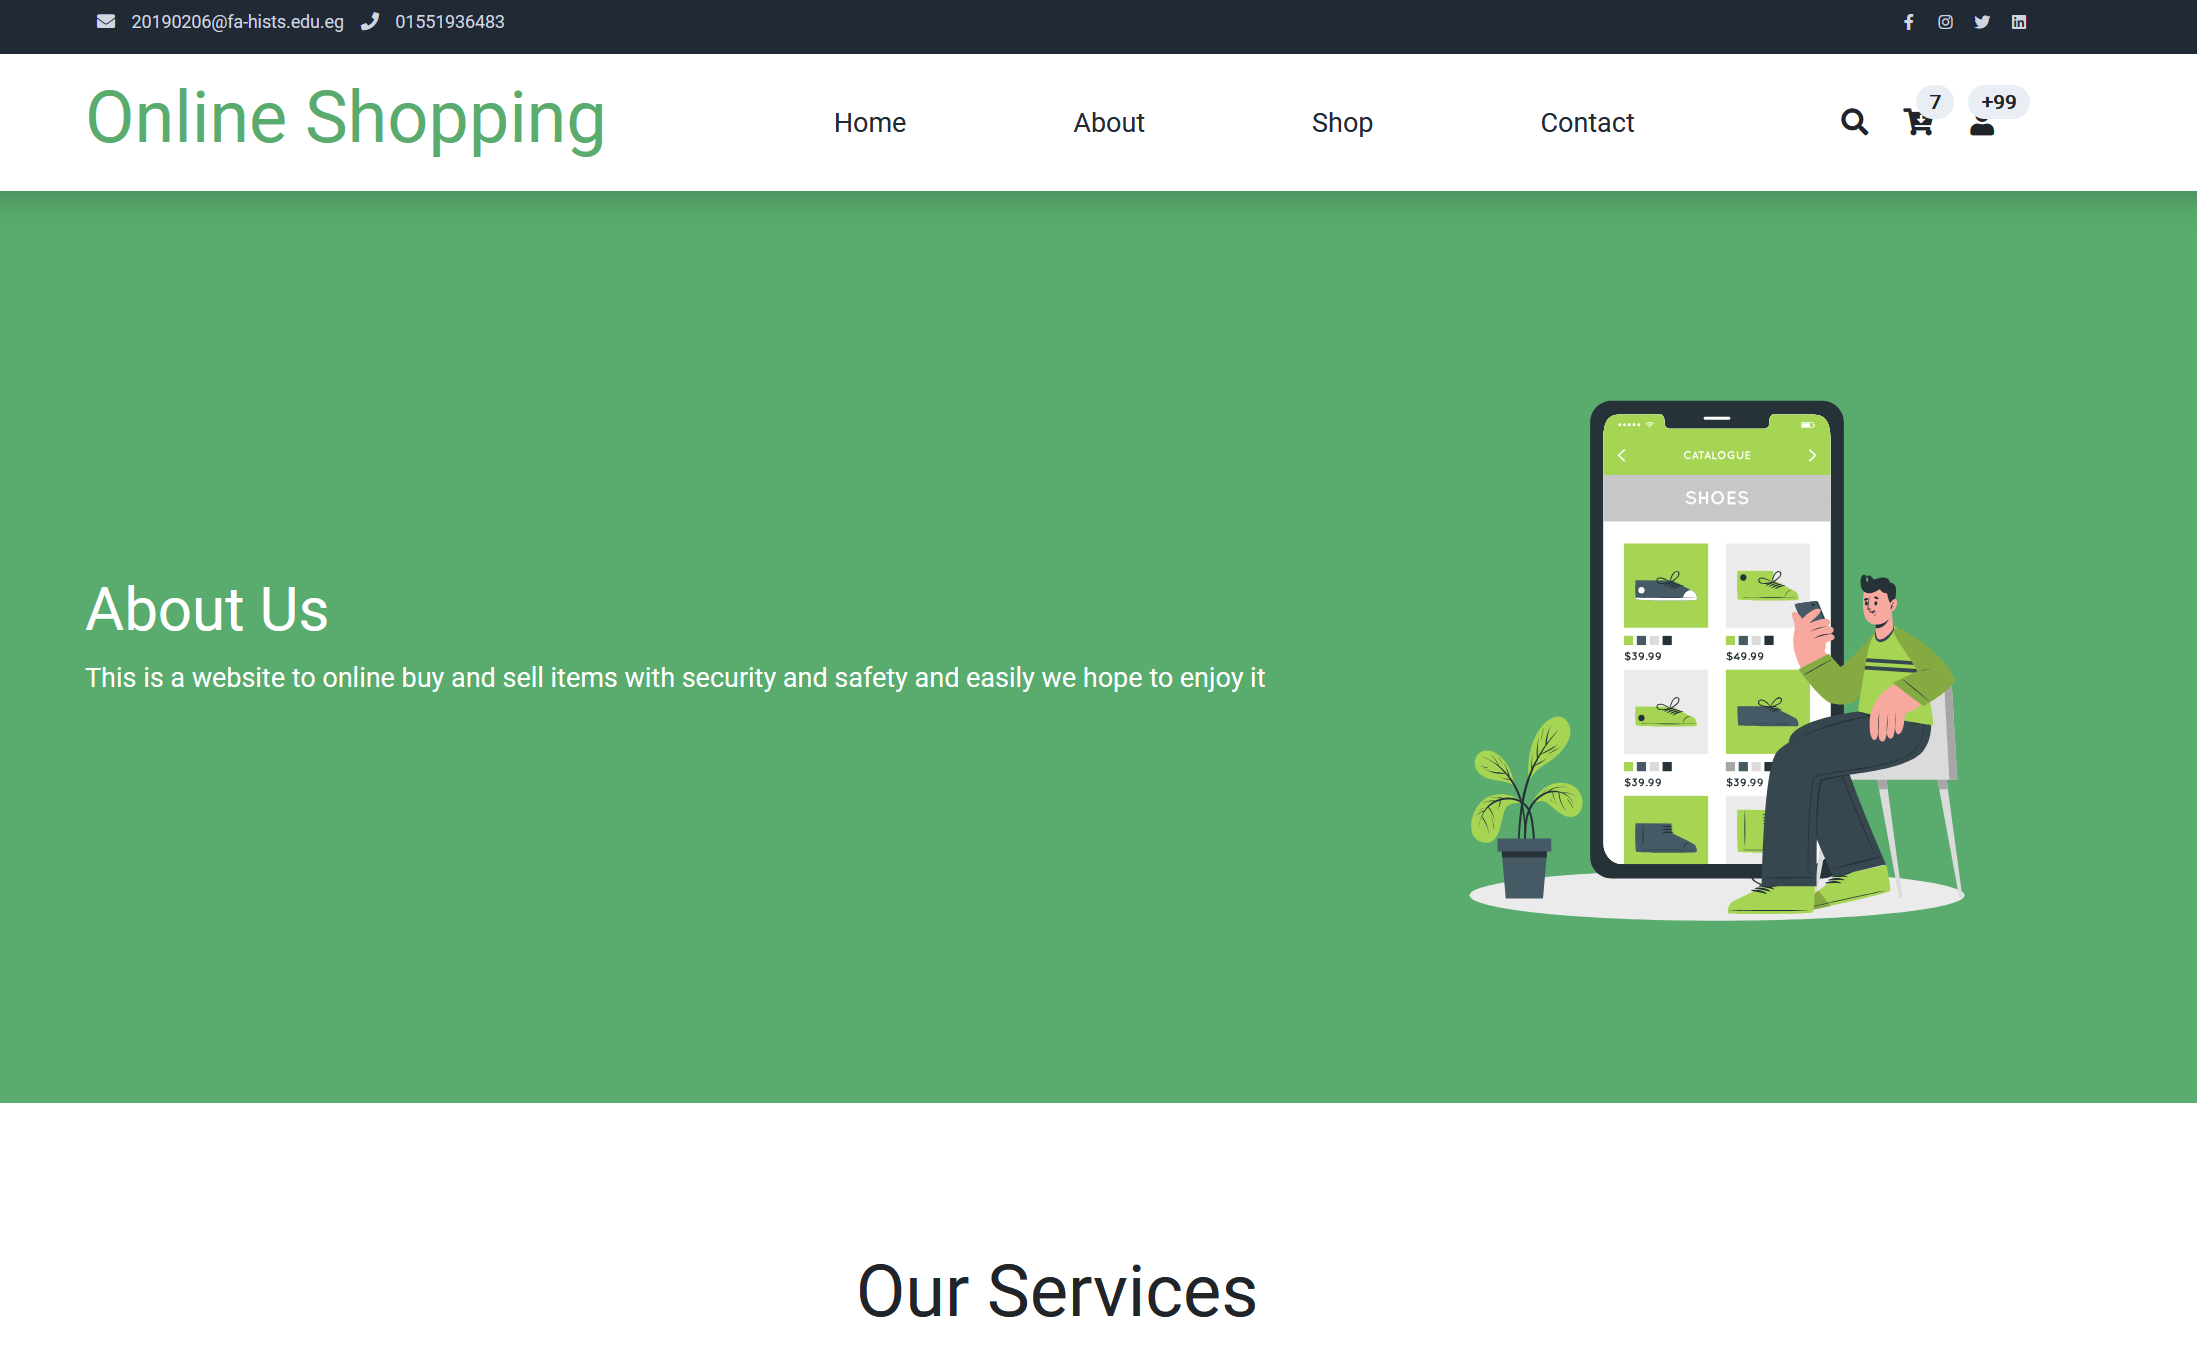 20190206@fa-hists.edu.eg 01551936483
Online Shopping
Home About Shop Contact
7 +99
CATALOGUE
SHOES
$39.99 $49.99
$39.99 $39.99
About Us
This is a website to online buy and sell items with security and safety and easily we hope to enjoy it
Our Services